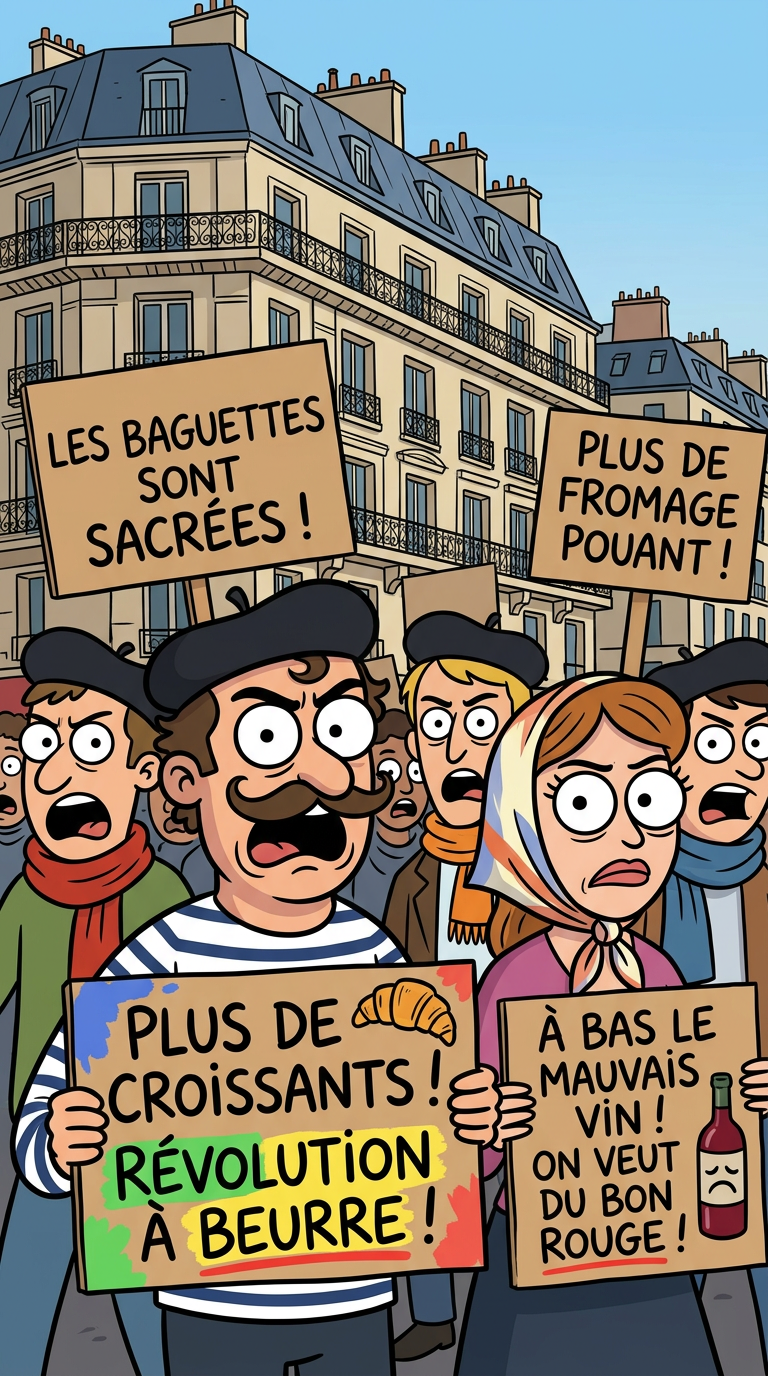 LES BAGUETTES
SONT
SACRÉES !
PLUS DE
FROMAGE
POUANT !
PLUS DE
CROISSANTS !
RÉVOLUTION
À BEURRE !
À BAS LE
MAUVAIS
VIN !
ON VEUT
DU BON
ROUGE !